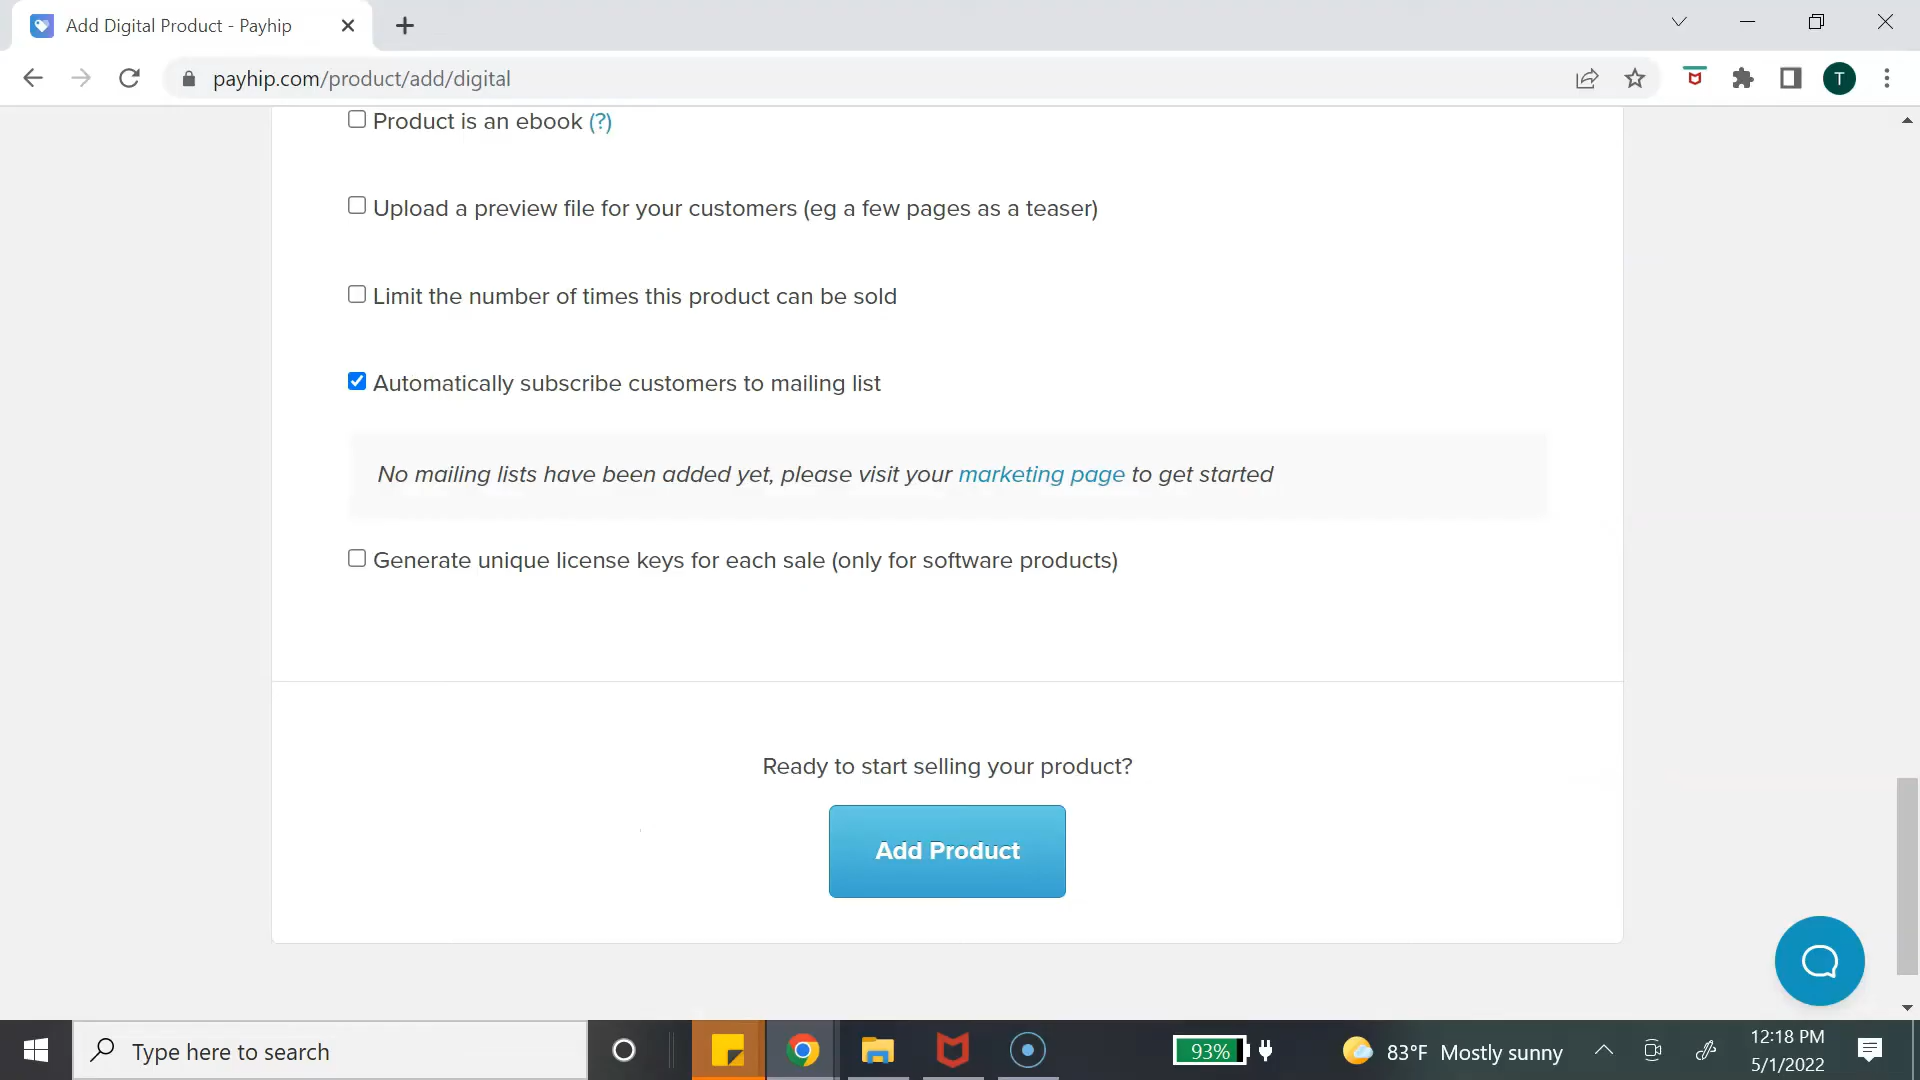 Add Digital Product - Payhip
payhip.com/product/add/digital
T
Product is an ebook (?)
Upload a preview file for your customers (eg a few pages as a teaser)
Limit the number of times this product can be sold
Automatically subscribe customers to mailing list
No mailing lists have been added yet, please visit your marketing page to get started
Generate unique license keys for each sale (only for software products)
Ready to start selling your product?
Add Product
Type here to search
93%
83°F Mostly sunny
12:18 PM
5/1/2022